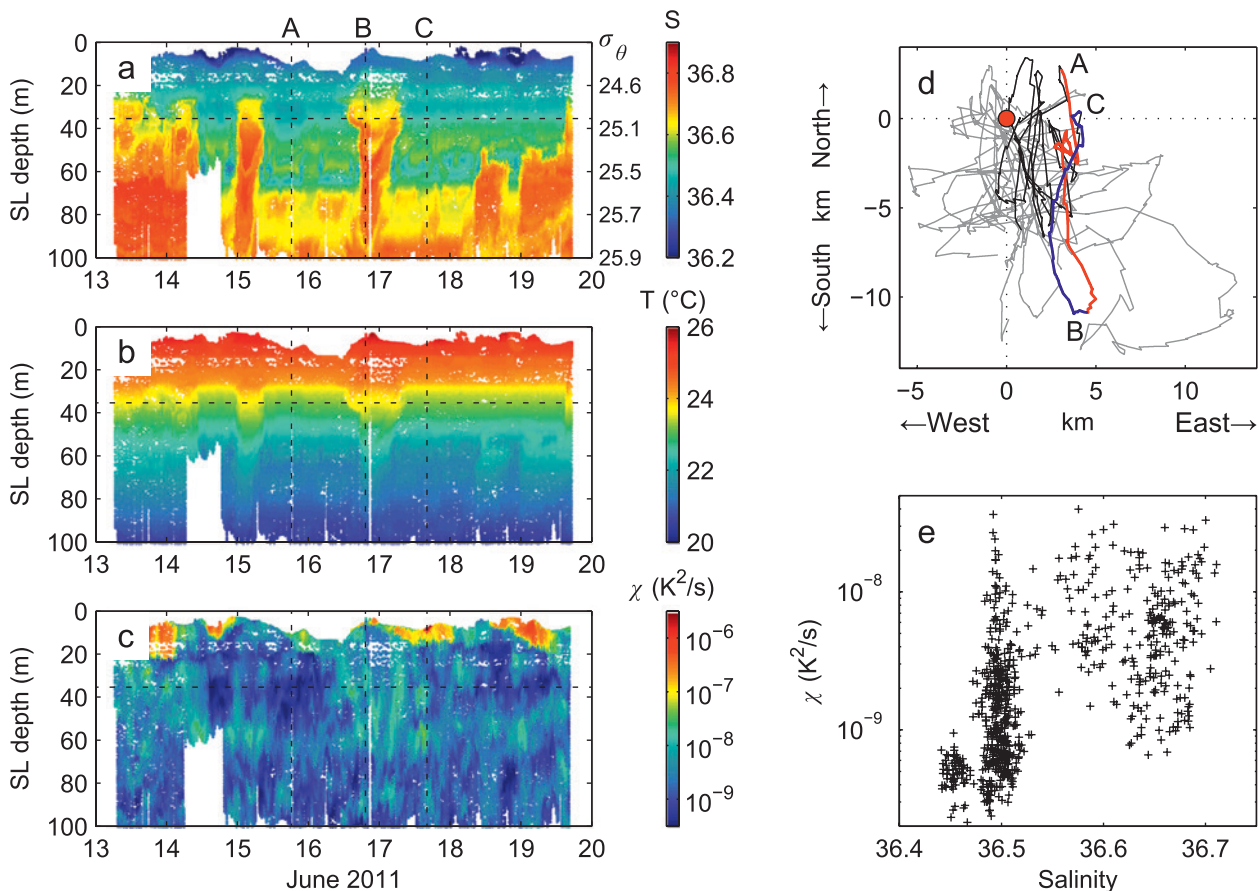 A B C
S
a
0
20
40
60
80
100
SL depth (m)
σθ
24.6
25.1
25.5
25.7
25.9
36.8
36.6
36.4
36.2
13 14 15 16 17 18 19 20
T (°C)
b
0
20
40
60
80
100
SL depth (m)
26
24
22
20
13 14 15 16 17 18 19 20
χ (K²/s)
c
0
20
40
60
80
100
SL depth (m)
10⁻⁶
10⁻⁷
10⁻⁸
10⁻⁹
13 14 15 16 17 18 19 20
June 2011
d
A
C
B
0
−5
−10
←South km North→
−5 0 5 10
←West km East→
e
10⁻⁸
10⁻⁹
χ (K²/s)
36.4 36.5 36.6 36.7
Salinity